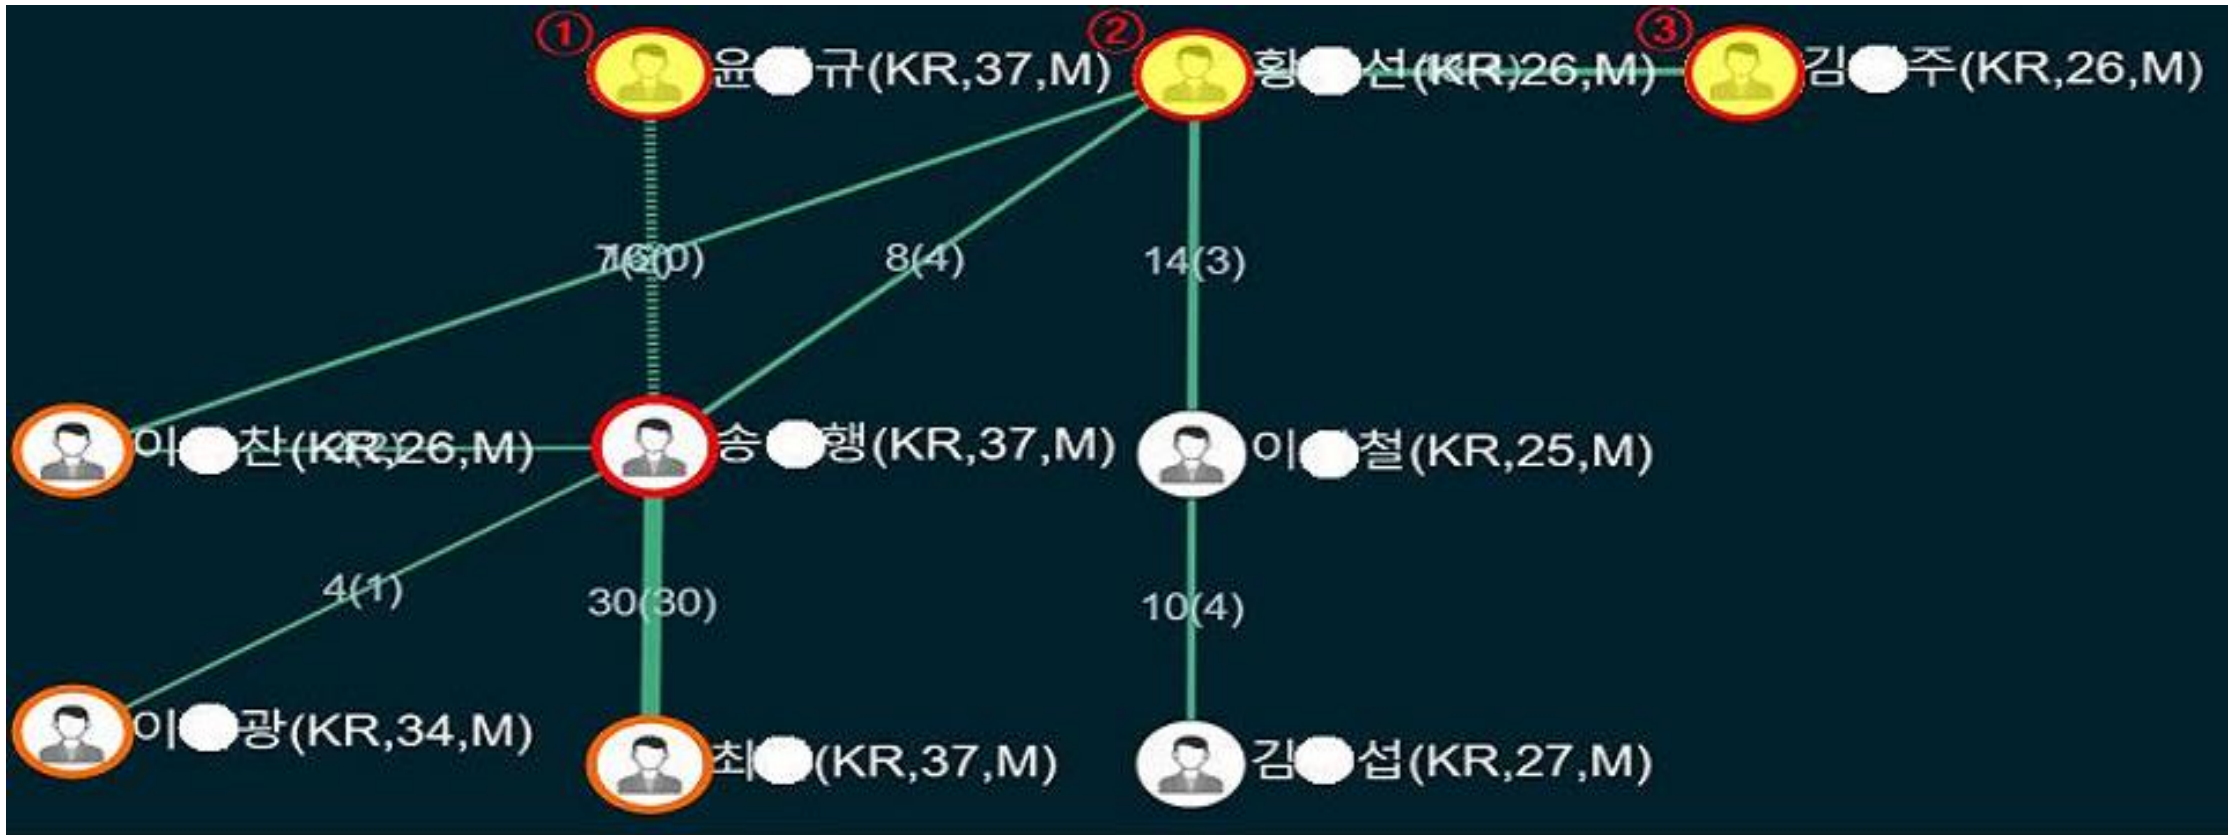 ① 윤 규(KR,37,M)
② 황 선(KR,26,M)
③ 김 주(KR,26,M)
8(4)
14(3)
이 찬(KR,26,M)
송 행(KR,37,M)
이 철(KR,25,M)
4(1)
30(30)
10(4)
이 광(KR,34,M)
최 (KR,37,M)
김 섭(KR,27,M)